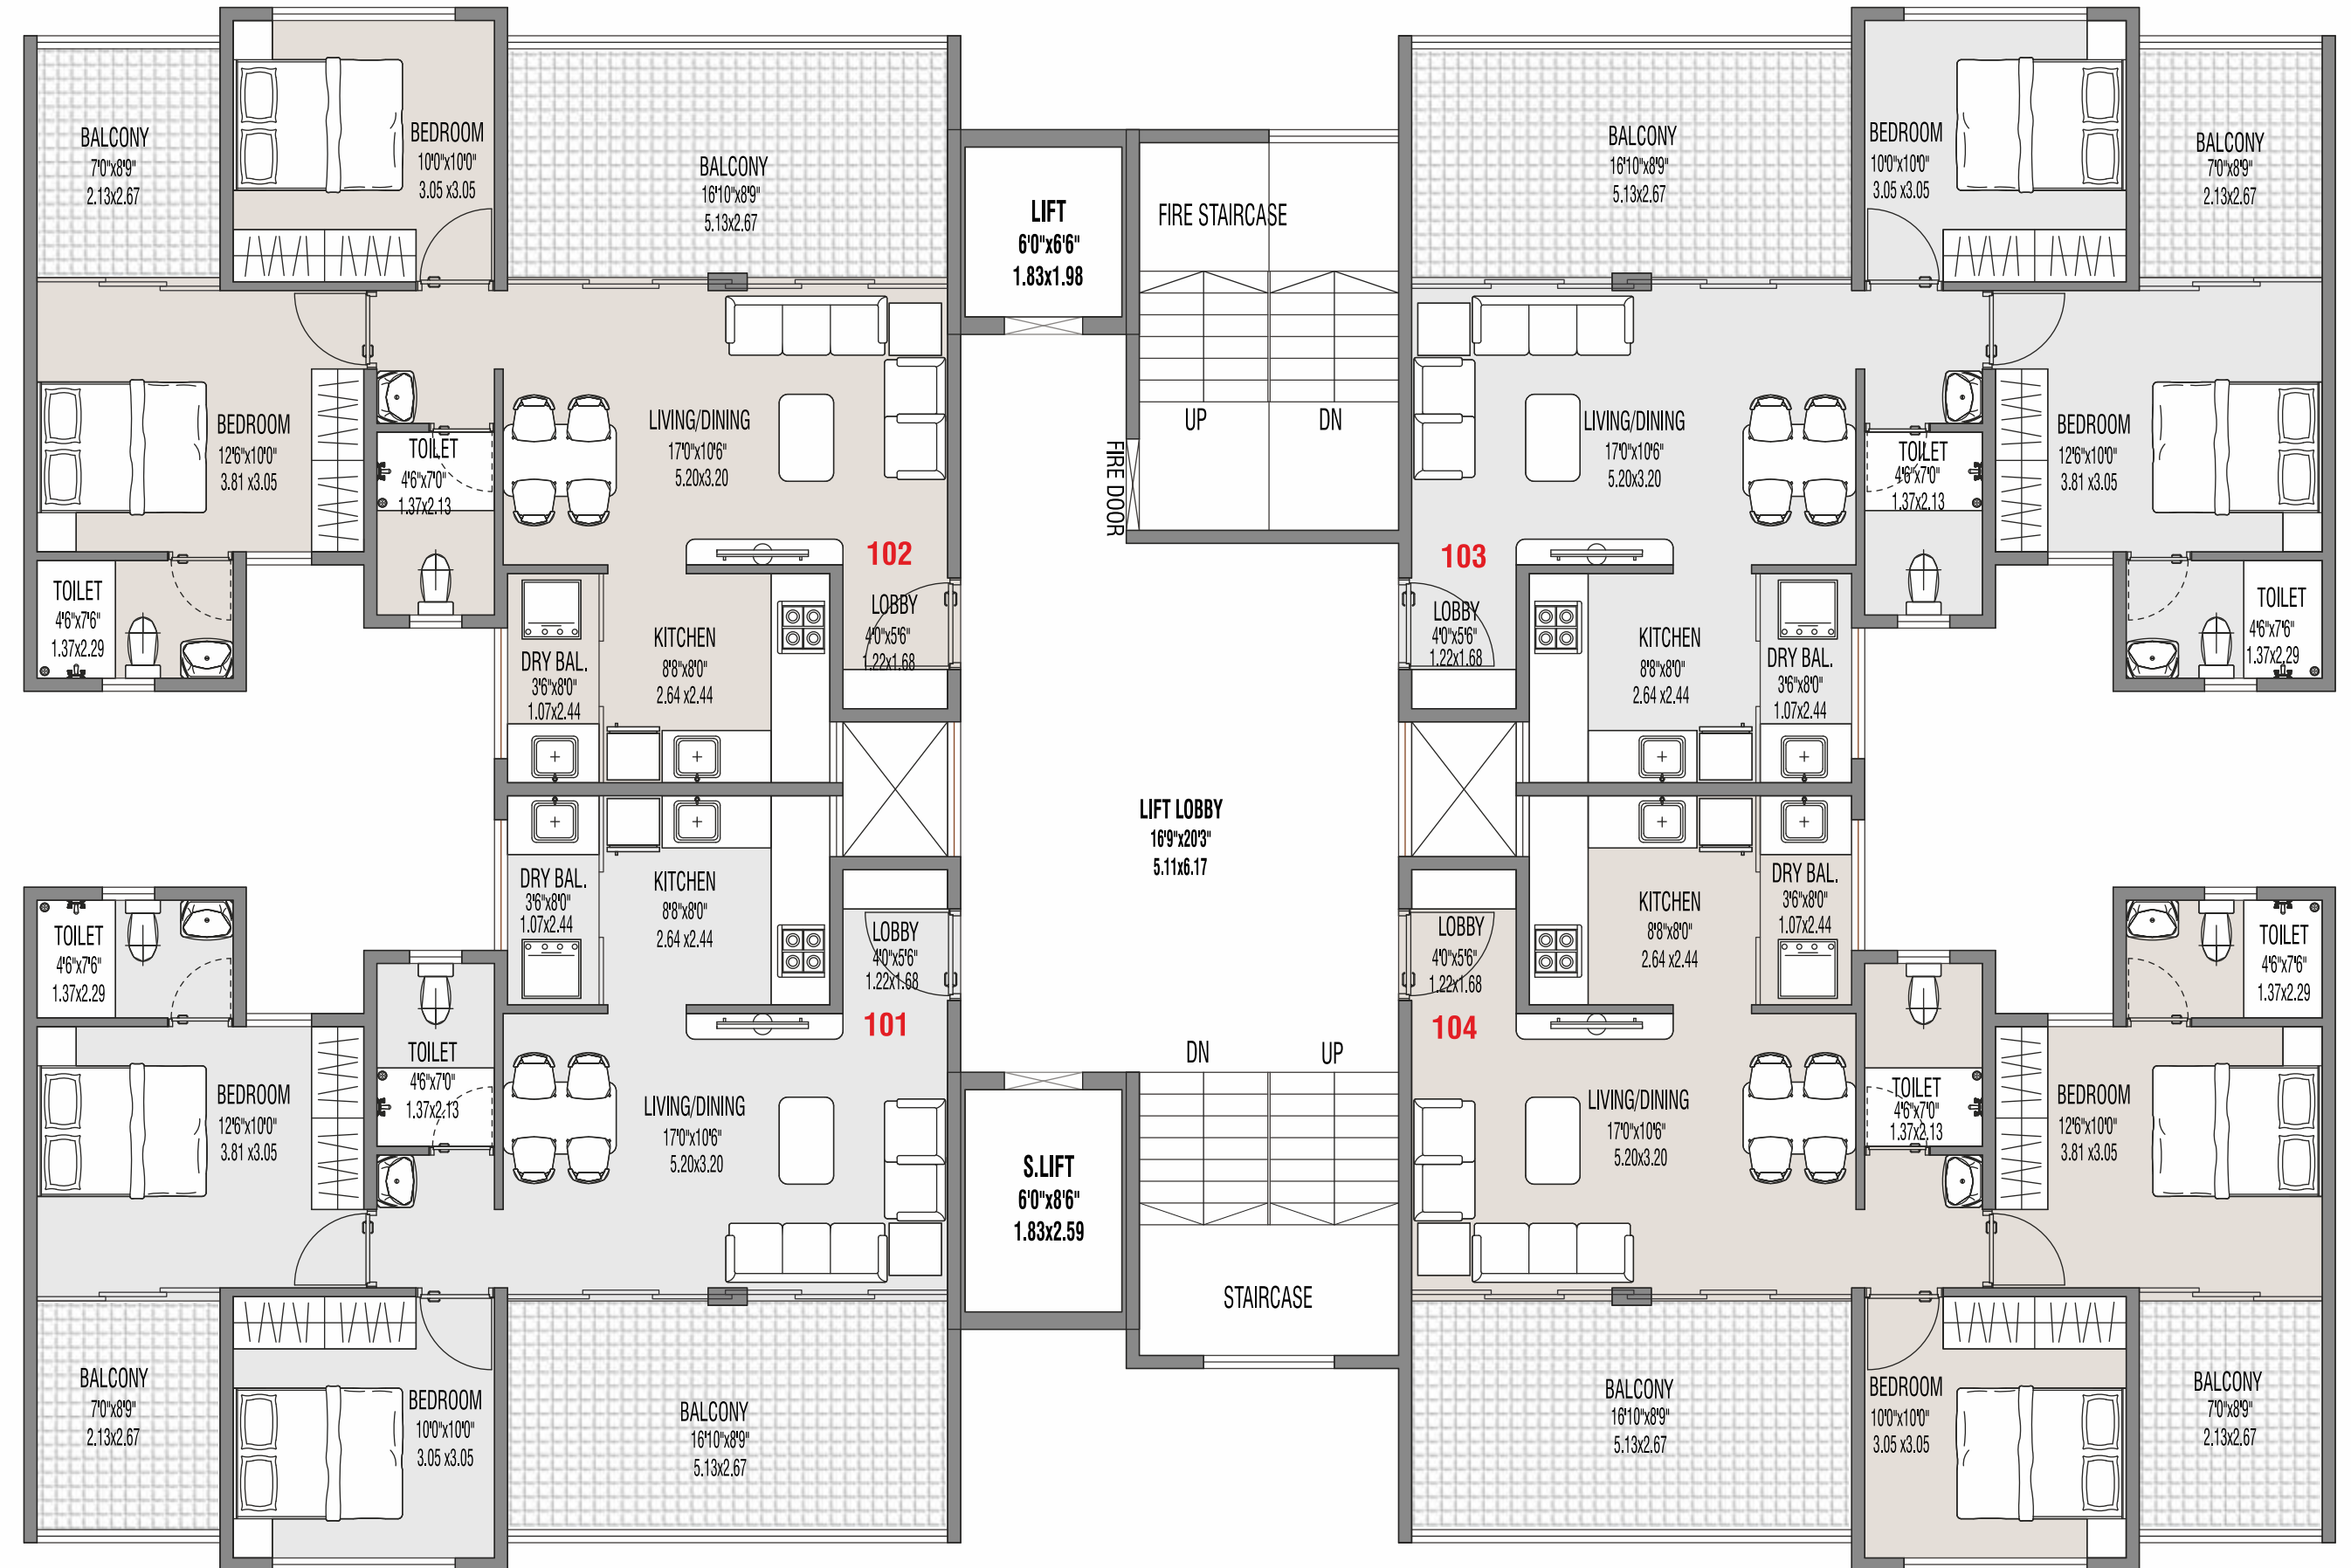 BALCONY
7'0"x8'9"
2.13x2.67
BEDROOM
10'0"x10'0"
3.05 x3.05
BALCONY
16'10"x8'9"
5.13x2.67
LIFT
6'0"x6'6"
1.83x1.98
FIRE STAIRCASE
BALCONY
16'10"x8'9"
5.13x2.67
BEDROOM
10'0"x10'0"
3.05 x3.05
BALCONY
7'0"x8'9"
2.13x2.67
BEDROOM
12'6"x10'0"
3.81 x3.05
TOILET
4'6"x7'0"
1.37x2.13
LIVING/DINING
17'0"x10'6"
5.20x3.20
UP
DN
FIRE DOOR
LIVING/DINING
17'0"x10'6"
5.20x3.20
TOILET
4'6"x7'0"
1.37x2.13
BEDROOM
12'6"x10'0"
3.81 x3.05
102
103
TOILET
4'6"x7'6"
1.37x2.29
DRY BAL.
3'6"x8'0"
1.07x2.44
KITCHEN
8'8"x8'0"
2.64 x2.44
LOBBY
4'0"x5'6"
1.22x1.68
LOBBY
4'0"x5'6"
1.22x1.68
KITCHEN
8'8"x8'0"
2.64 x2.44
DRY BAL.
3'6"x8'0"
1.07x2.44
TOILET
4'6"x7'6"
1.37x2.29
LIFT LOBBY
16'9"x20'3"
5.11x6.17
TOILET
4'6"x7'6"
1.37x2.29
DRY BAL.
3'6"x8'0"
1.07x2.44
KITCHEN
8'8"x8'0"
2.64 x2.44
LOBBY
4'0"x5'6"
1.22x1.68
LOBBY
4'0"x5'6"
1.22x1.68
KITCHEN
8'8"x8'0"
2.64 x2.44
DRY BAL.
3'6"x8'0"
1.07x2.44
TOILET
4'6"x7'6"
1.37x2.29
101
104
BEDROOM
12'6"x10'0"
3.81 x3.05
TOILET
4'6"x7'0"
1.37x2.13
LIVING/DINING
17'0"x10'6"
5.20x3.20
DN
UP
LIVING/DINING
17'0"x10'6"
5.20x3.20
TOILET
4'6"x7'0"
1.37x2.13
BEDROOM
12'6"x10'0"
3.81 x3.05
S.LIFT
6'0"x8'6"
1.83x2.59
STAIRCASE
BALCONY
7'0"x8'9"
2.13x2.67
BEDROOM
10'0"x10'0"
3.05 x3.05
BALCONY
16'10"x8'9"
5.13x2.67
BALCONY
16'10"x8'9"
5.13x2.67
BEDROOM
10'0"x10'0"
3.05 x3.05
BALCONY
7'0"x8'9"
2.13x2.67